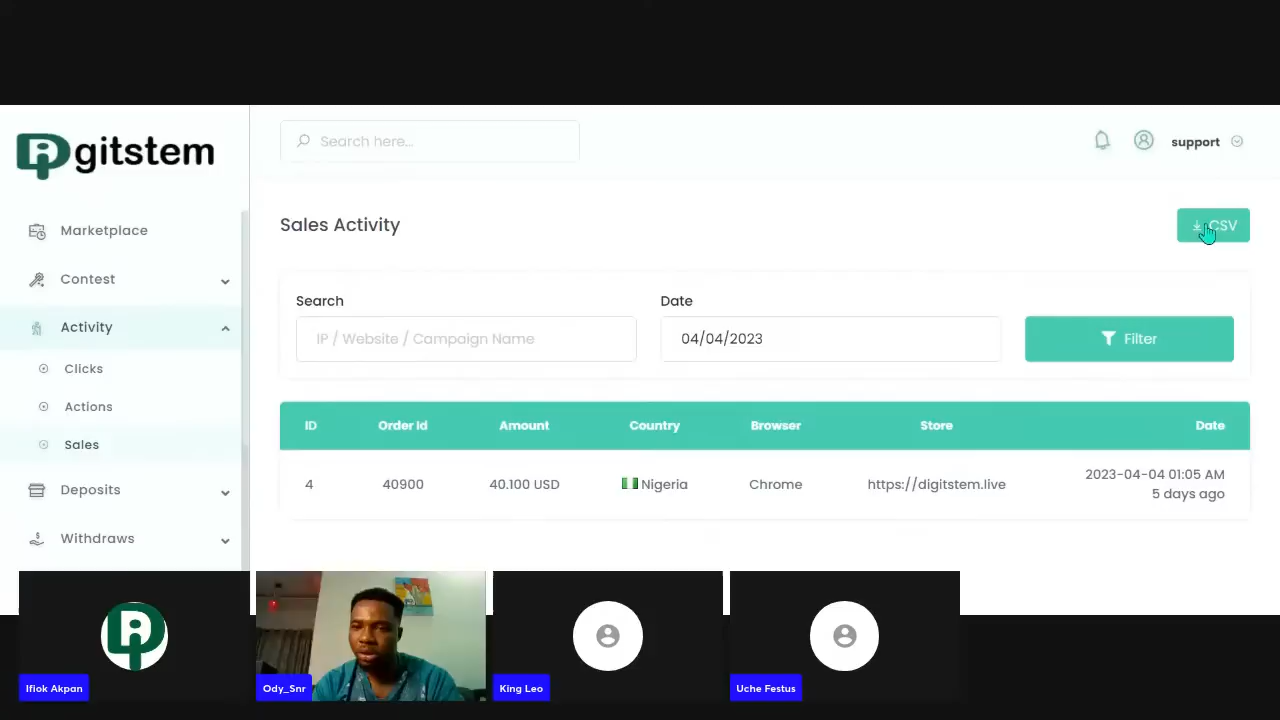 Digitstem
Search here...
support
Marketplace
Contest
Activity
Clicks
Actions
Sales
Deposits
Withdraws
Sales Activity
CSV
Search
Date
IP / Website / Campaign Name
04/04/2023
Filter
ID Order Id Amount Country Browser Store Date
4 40900 40.100 USD Nigeria Chrome https://digitstem.live 2023-04-04 01:05 AM
5 days ago
Ifiok Akpan
Ody_Snr
King Leo
Uche Festus